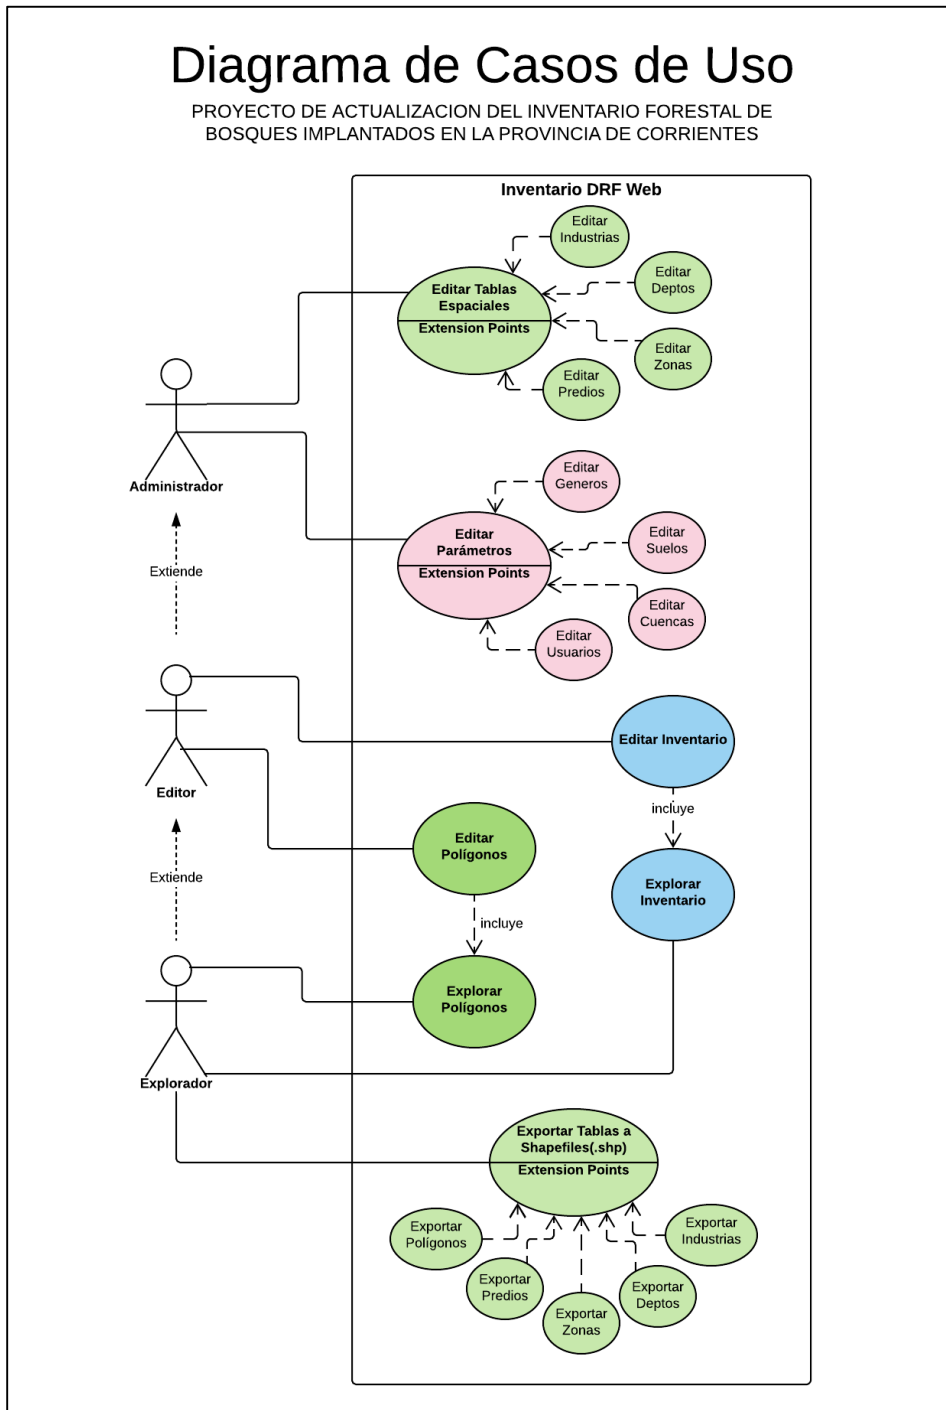 Diagrama de Casos de Uso
PROYECTO DE ACTUALIZACION DEL INVENTARIO FORESTAL DE
BOSQUES IMPLANTADOS EN LA PROVINCIA DE CORRIENTES
Inventario DRF Web
Editar
Industrias
Editar
Deptos
Editar Tablas
Espaciales
Extension Points
Editar
Zonas
Editar
Predios
Administrador
Editar
Generos
Editar
Suelos
Editar
Parámetros
Extension Points
Editar
Cuencas
Editar
Usuarios
Extiende
Editar Inventario
Editor
incluye
Editar
Polígonos
Extiende
Explorar
Inventario
incluye
Explorar
Polígonos
Explorador
Exportar Tablas a
Shapefiles(.shp)
Extension Points
Exportar
Polígonos
Exportar
Predios
Exportar
Zonas
Exportar
Deptos
Exportar
Industrias